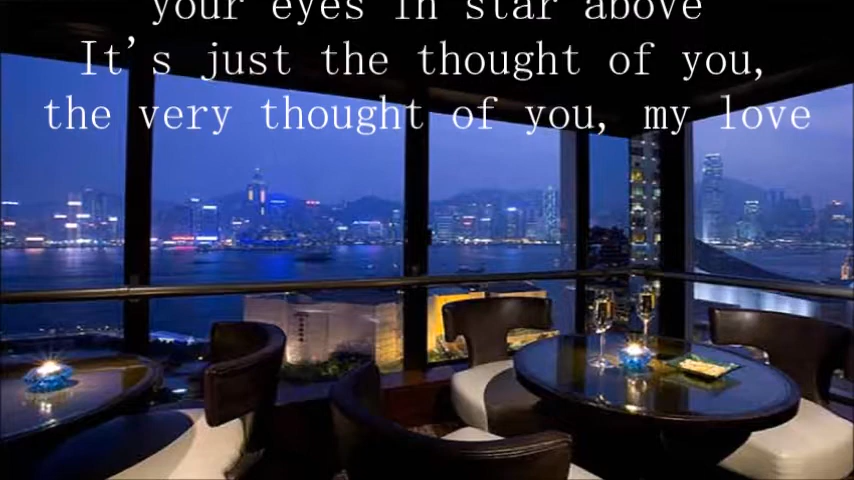 your eyes in star above
It's just the thought of you,
the very thought of you, my love